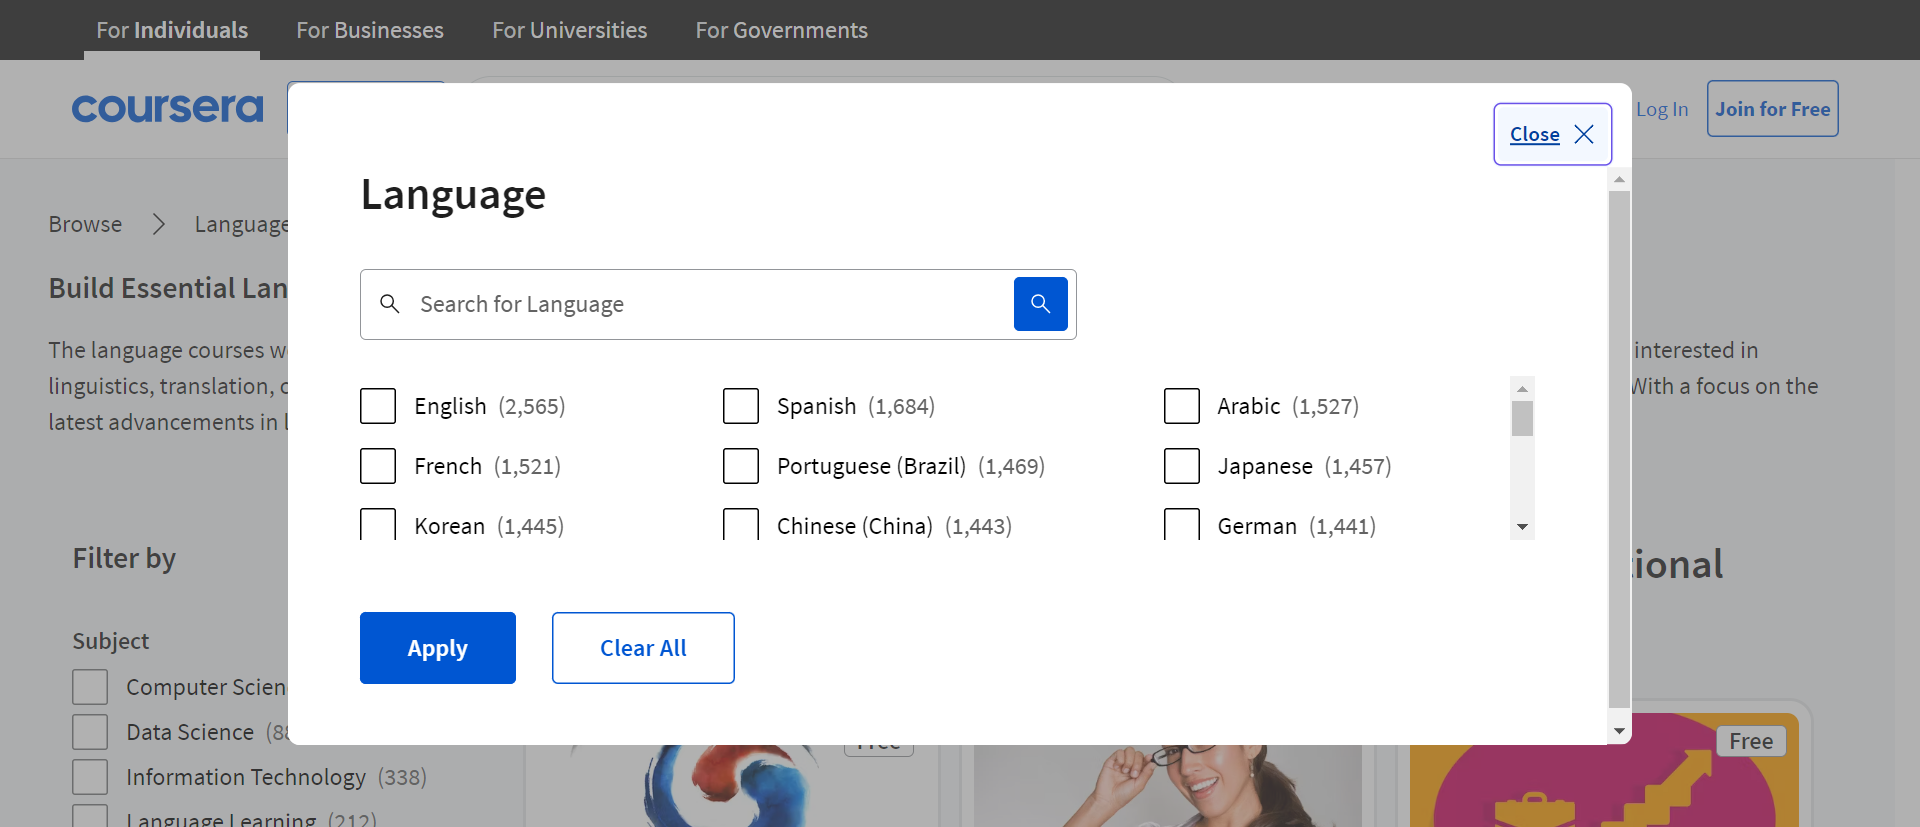 For Individuals
For Businesses
For Universities
For Governments
coursera
Log In
Join for Free
Close
Browse
Language
Language
Build Essential Lan
Search for Language
The language courses w
interested in
linguistics, translation,
With a focus on the
latest advancements in
English (2,565)
Spanish (1,684)
Arabic (1,527)
French (1,521)
Portuguese (Brazil) (1,469)
Japanese (1,457)
Korean (1,445)
Chinese (China) (1,443)
German (1,441)
Filter by
tional
Apply
Clear All
Subject
Computer Scien
Data Science (88
Free
Free
Information Technology (338)
Language Learning (212)